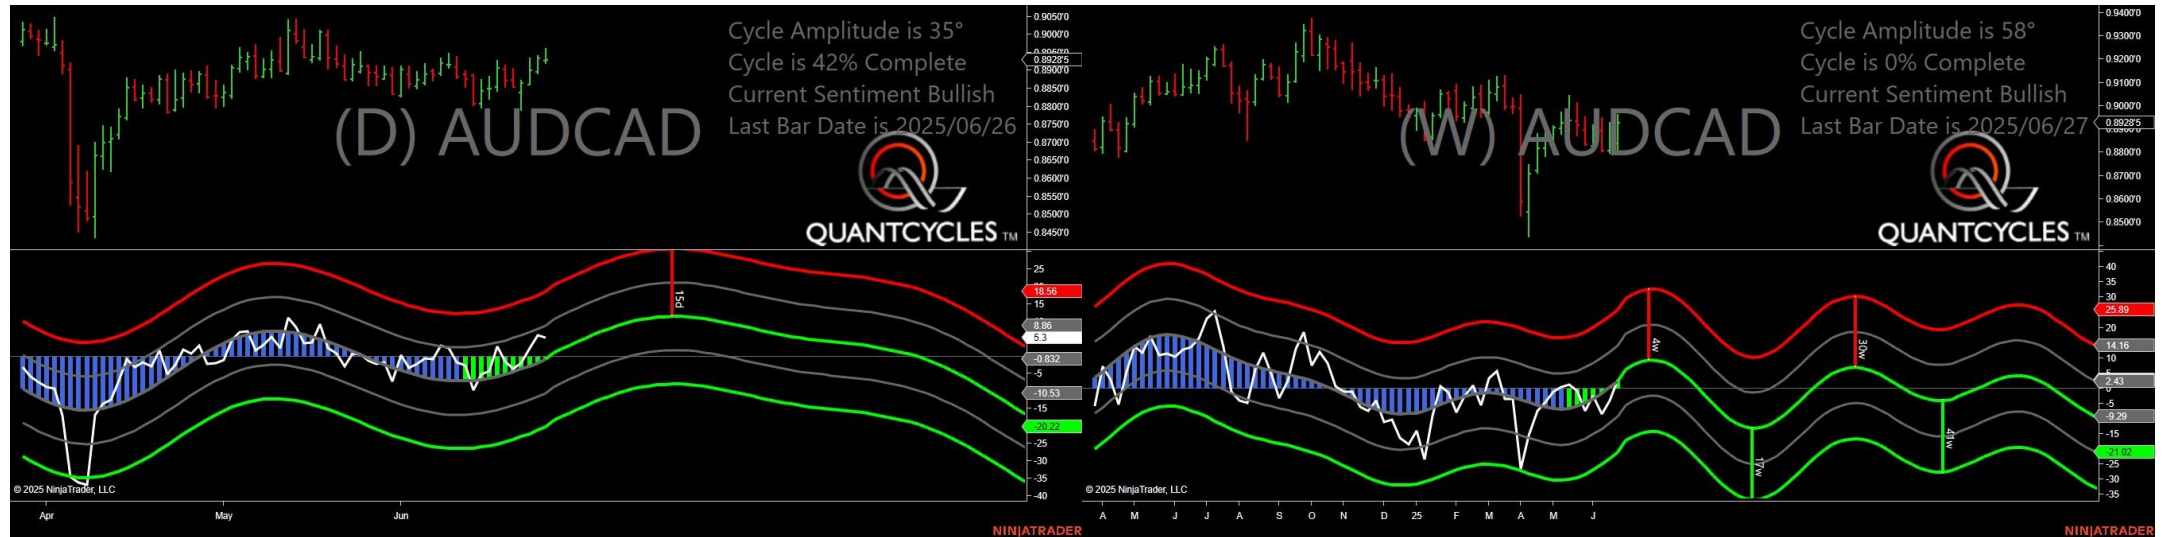 Cycle Amplitude is 35°
Cycle is 42% Complete
Current Sentiment Bullish
Last Bar Date is 2025/06/26
(D) AUDCAD
QUANTCYCLES TM
0.9050'0
0.9000'0
0.8928'5
0.8900'0
0.8850'0
0.8800'0
0.8750'0
0.8700'0
0.8650'0
0.8600'0
0.8550'0
0.8500'0
0.8450'0
15d
25
18.56
15
8.86
5.3
-0.832
-5
-10.53
-15
-20.22
-25
-30
-35
-40
© 2025 NinjaTrader, LLC
Apr May Jun
NINJATRADER
Cycle Amplitude is 58°
Cycle is 0% Complete
Current Sentiment Bullish
Last Bar Date is 2025/06/27
(W) AUDCAD
QUANTCYCLES TM
0.9400'0
0.9300'0
0.9200'0
0.9100'0
0.9000'0
0.8928'5
0.8800'0
0.8700'0
0.8600'0
0.8500'0
4w
17w
30w
41w
40
35
30
25.89
20
14.16
10
2.43
-5
-9.29
-15
-21.02
-25
-30
-35
© 2025 NinjaTrader, LLC
A M J J A S O N D 25 F M A M J
NINJATRADER